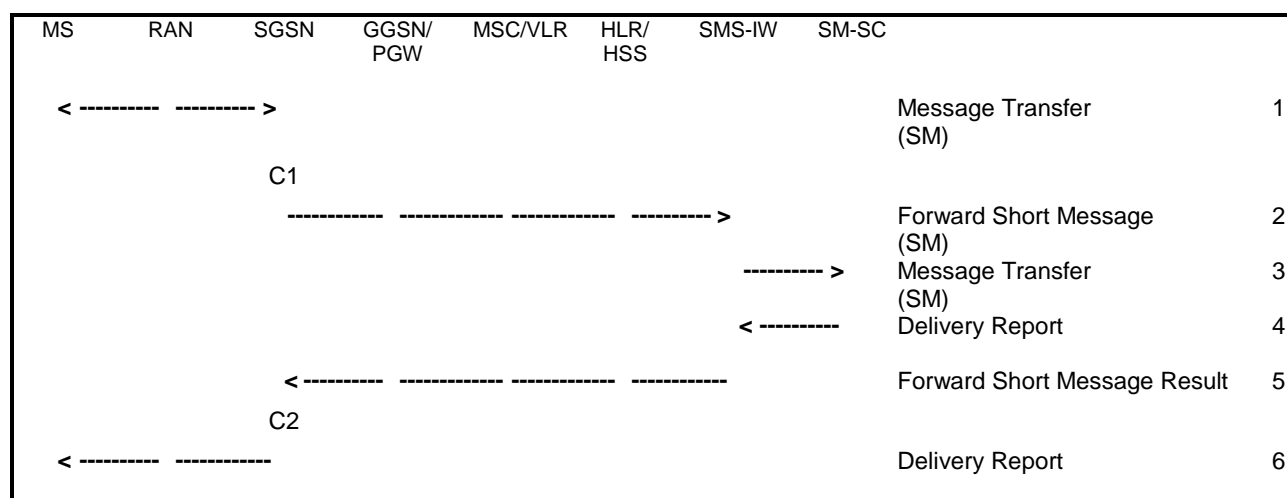 MS RAN SGSN GGSN/ MSC/VLR HLR/ SMS-IW SM-SC
PGW HSS
< ---------- ---------- > Message Transfer 1
(SM)
C1
------------ ------------- ------------- ---------- > Forward Short Message 2
(SM)
---------- > Message Transfer 3
(SM)
< ---------- Delivery Report 4
< ---------- ------------- ------------- ------------ Forward Short Message Result 5
C2
< ---------- ------------ Delivery Report 6